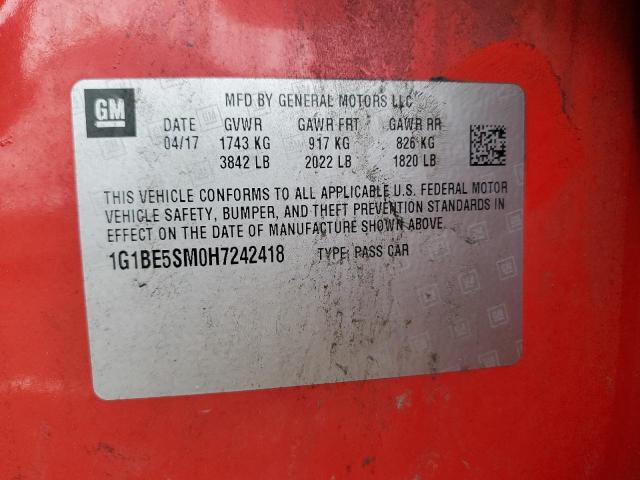 GM
MFD BY GENERAL MOTORS LLC
DATE GVWR GAWR FRT GAWR RR
04/17 1743 KG 917 KG 826 KG
3842 LB 2022 LB 1820 LB
THIS VEHICLE CONFORMS TO ALL APPLICABLE U.S. FEDERAL MOTOR
VEHICLE SAFETY, BUMPER, AND THEFT PREVENTION STANDARDS IN
EFFECT ON THE DATE OF MANUFACTURE SHOWN ABOVE.
1G1BE5SM0H7242418 TYPE: PASS CAR